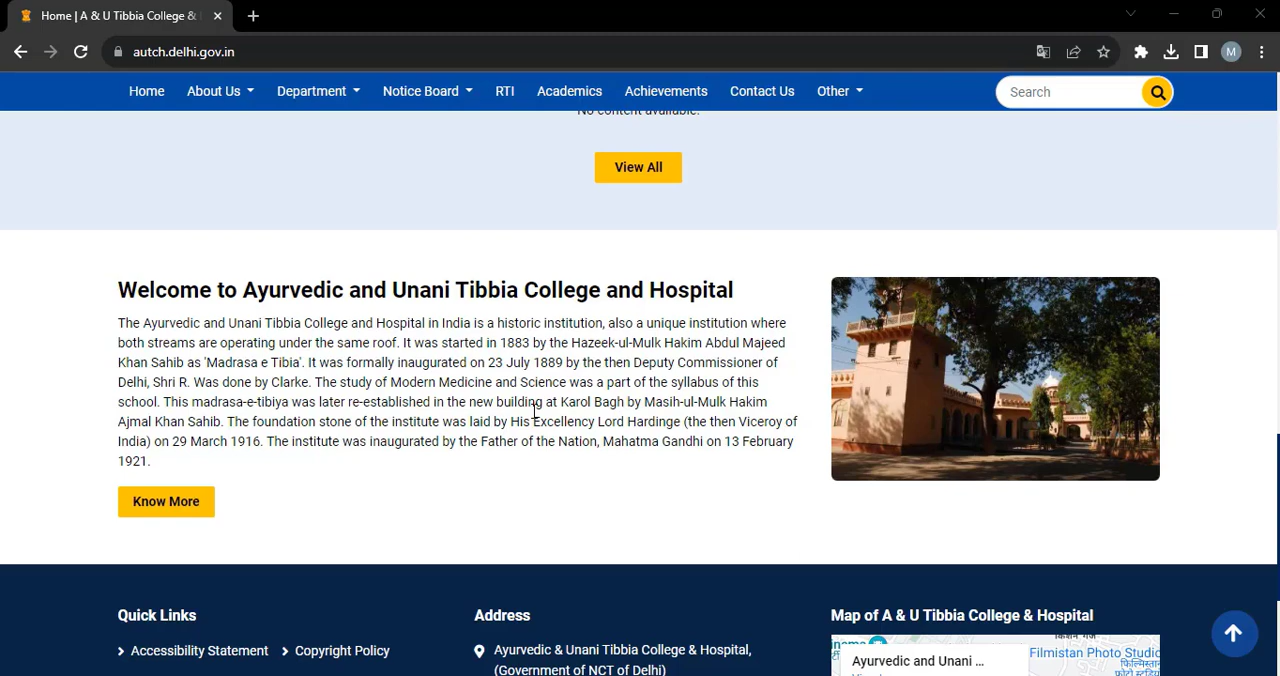 Home | A & U Tibbia College &
autch.delhi.gov.in
M
Home About Us Department Notice Board RTI Academics Achievements Contact Us Other Search
No content available.
View All
Welcome to Ayurvedic and Unani Tibbia College and Hospital
The Ayurvedic and Unani Tibbia College and Hospital in India is a historic institution, also a unique institution where
both streams are operating under the same roof. It was started in 1883 by the Hazeek-ul-Mulk Hakim Abdul Majeed
Khan Sahib as 'Madrasa e Tibia'. It was formally inaugurated on 23 July 1889 by the then Deputy Commissioner of
Delhi, Shri R. Was done by Clarke. The study of Modern Medicine and Science was a part of the syllabus of this
school. This madrasa-e-tibiya was later re-established in the new building at Karol Bagh by Masih-ul-Mulk Hakim
Ajmal Khan Sahib. The foundation stone of the institute was laid by His Excellency Lord Hardinge (the then Viceroy of
India) on 29 March 1916. The institute was inaugurated by the Father of the Nation, Mahatma Gandhi on 13 February
1921.
Know More
Quick Links
Accessibility Statement Copyright Policy
Address
Ayurvedic & Unani Tibbia College & Hospital,
(Government of NCT of Delhi)
Map of A & U Tibbia College & Hospital
Ayurvedic and Unani ...
Filmistan Photo Studio
फ़िल्मिस्तान